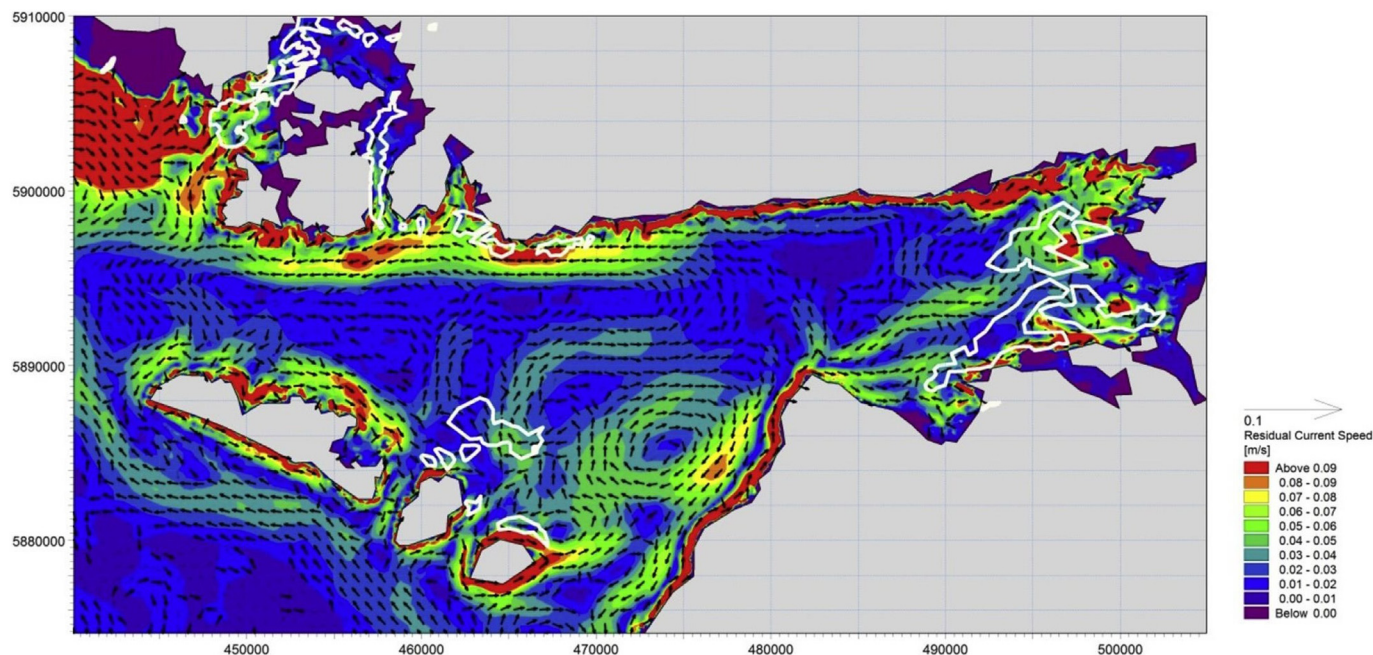 5910000
5900000
5890000
5880000
450000 460000 470000 480000 490000 500000
0.1
Residual Current Speed
[m/s]
Above 0.09
0.08 - 0.09
0.07 - 0.08
0.06 - 0.07
0.05 - 0.06
0.04 - 0.05
0.03 - 0.04
0.02 - 0.03
0.01 - 0.02
0.00 - 0.01
Below 0.00